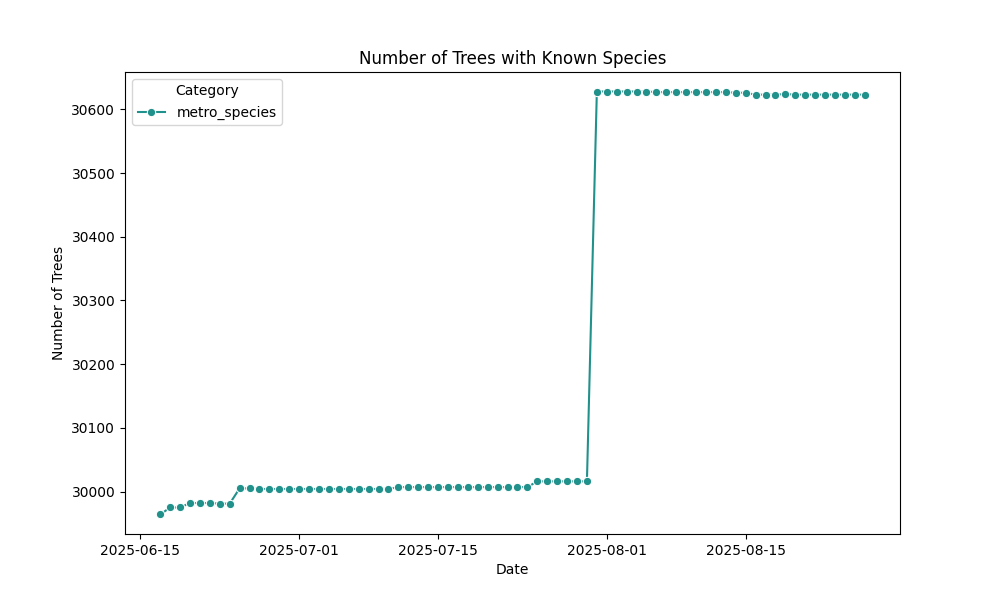 Number of Trees with Known Species
Category
metro_species
Number of Trees
30600
30500
30400
30300
30200
30100
30000
2025-06-15
2025-07-01
2025-07-15
2025-08-01
2025-08-15
Date